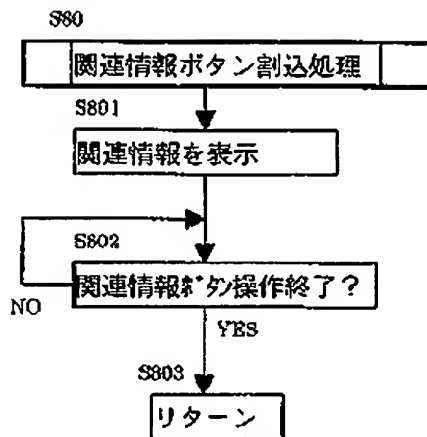 S80
関連情報ボタン割込処理
S801
関連情報を表示
S802
関連情報ﾎﾞﾀﾝ操作終了？
NO
YES
S803
リターン